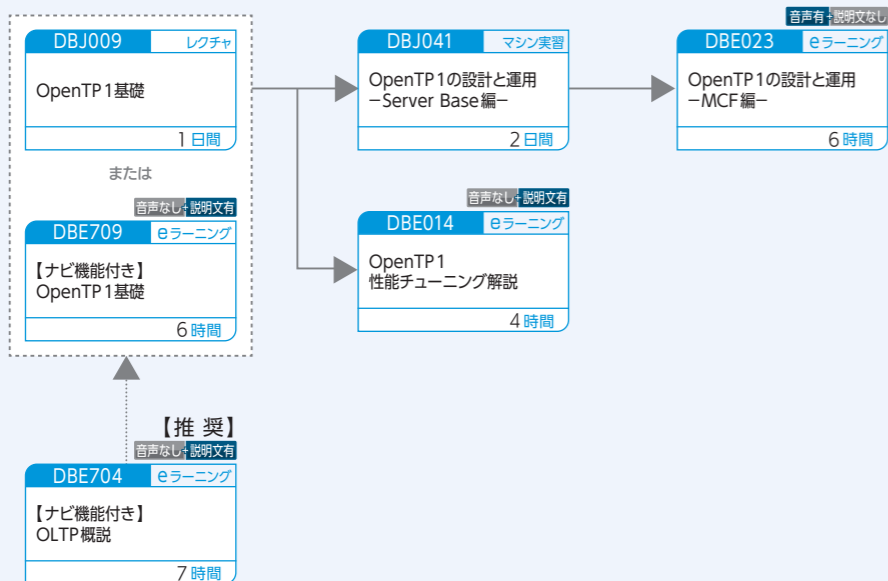 DBJ009 レクチャ
OpenTP1基礎
1日間
または
音声なし+説明文有
DBE709 eラーニング
【ナビ機能付き】
OpenTP1基礎
6時間
【推 奨】
音声なし+説明文有
DBE704 eラーニング
【ナビ機能付き】
OLTP概説
7時間
DBJ041 マシン実習
OpenTP1の設計と運用
−Server Base編−
2日間
音声なし+説明文有
DBE014 eラーニング
OpenTP1
性能チューニング解説
4時間
音声有+説明文なし
DBE023 eラーニング
OpenTP1の設計と運用
−MCF編−
6時間